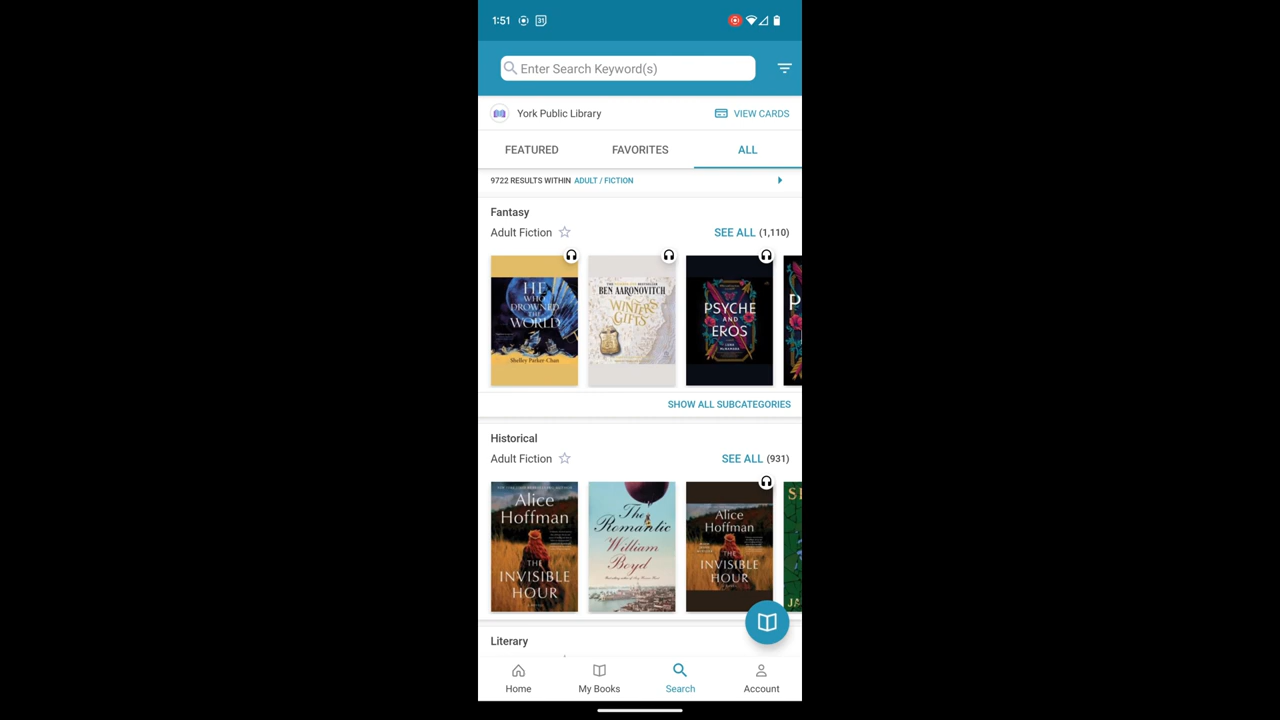 1:51
31
Enter Search Keyword(s)
York Public Library
VIEW CARDS
FEATURED
FAVORITES
ALL
9722 RESULTS WITHIN ADULT / FICTION
Fantasy
Adult Fiction
SEE ALL (1,110)
HE
WHO
DROWNED
THE
WORLD
Shelley Parker-Chan
BEN AARONOVITCH
WINTER'S
GIFTS
PSYCHE
AND
EROS
P
SHOW ALL SUBCATEGORIES
Historical
Adult Fiction
SEE ALL (931)
Alice
Hoffman
THE
INVISIBLE
HOUR
The
Romantic
William
Boyd
Alice
Hoffman
THE
INVISIBLE
HOUR
Literary
Home
My Books
Search
Account